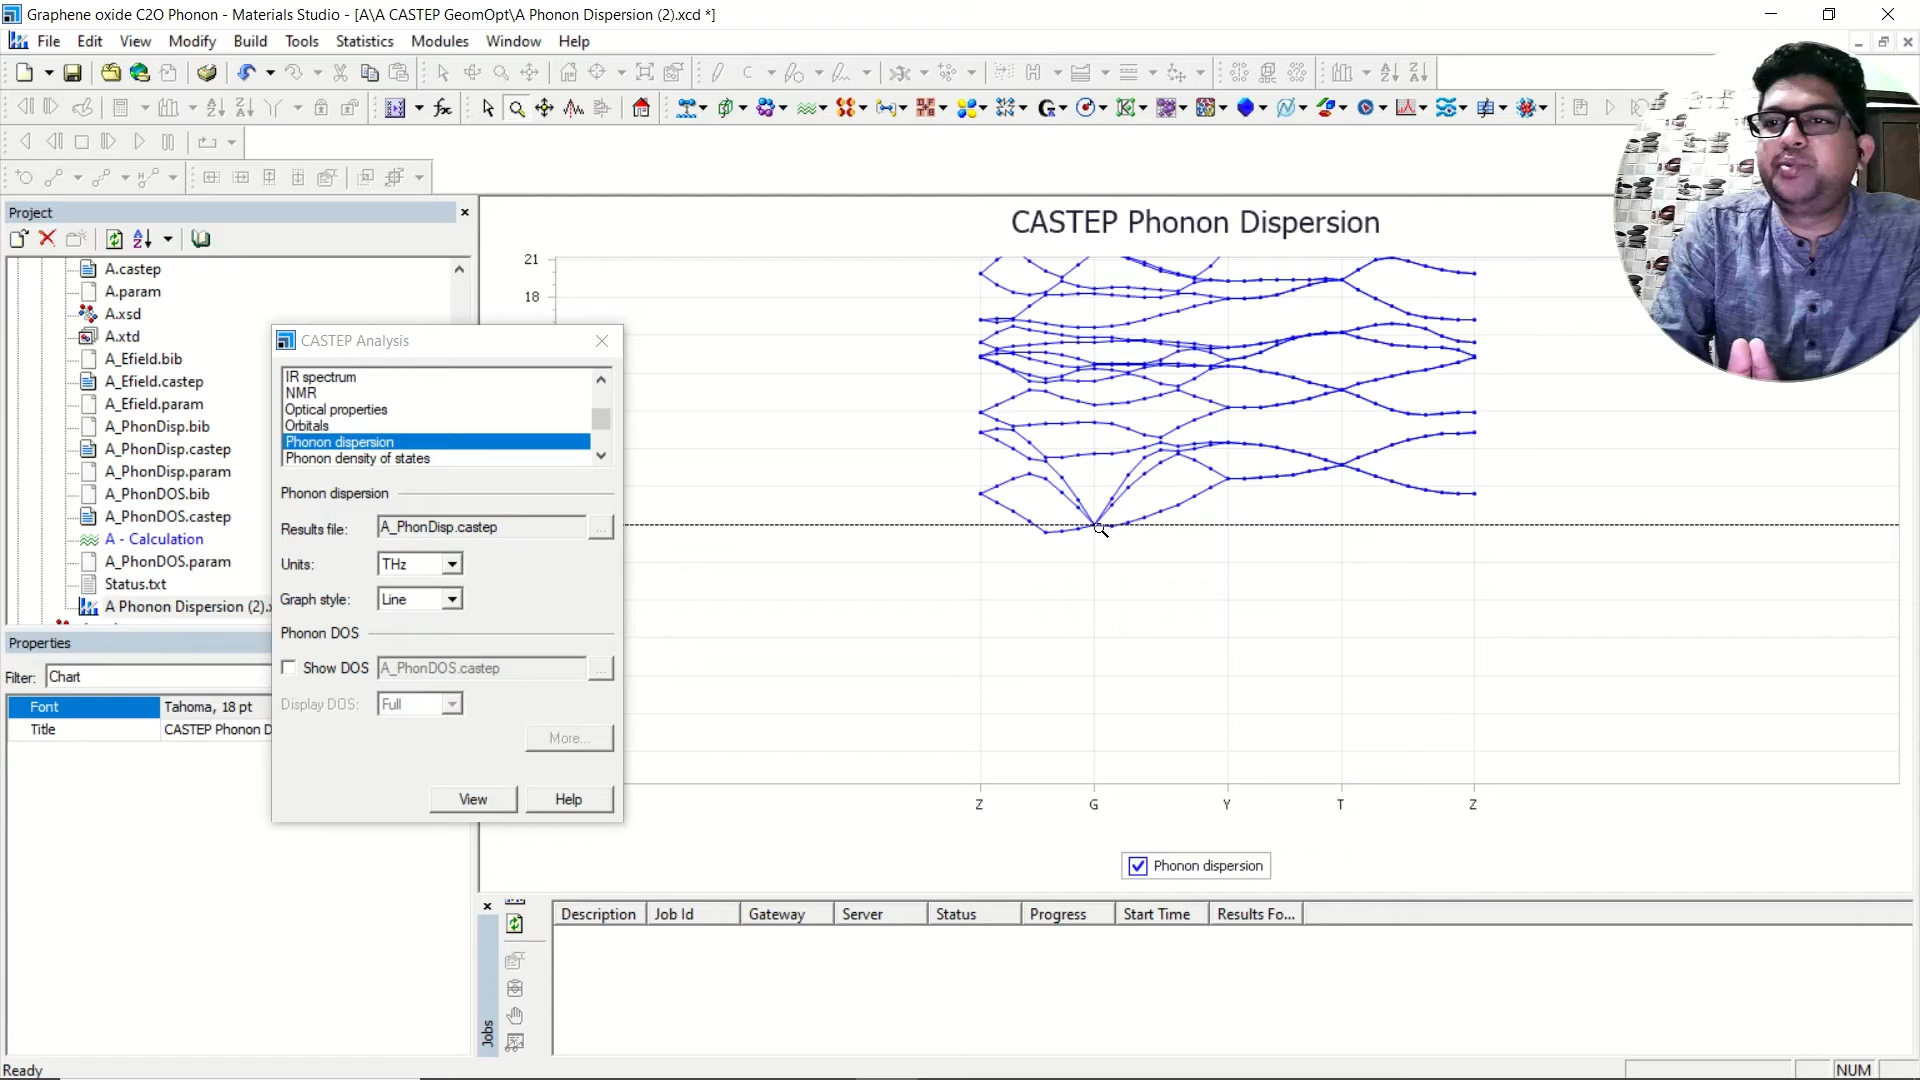 Graphene oxide C2O Phonon - Materials Studio - [A\A CASTEP GeomOpt\A Phonon Dispersion (2).xcd *]
File Edit View Modify Build Tools Statistics Modules Window Help
Project
A.castep
A.param
A.xsd
A.xtd
A_Efield.bib
A_Efield.castep
A_Efield.param
A_PhonDisp.bib
A_PhonDisp.castep
A_PhonDisp.param
A_PhonDOS.bib
A_PhonDOS.castep
A - Calculation
A_PhonDOS.param
Status.txt
A Phonon Dispersion (2).x
Properties
Filter: Chart
Font Tahoma, 18 pt
Title CASTEP Phonon D
CASTEP Analysis
IR spectrum
NMR
Optical properties
Orbitals
Phonon dispersion
Phonon density of states
Phonon dispersion
Results file: A_PhonDisp.castep ...
Units: THz
Graph style: Line
Phonon DOS
Show DOS A_PhonDOS.castep ...
Display DOS: Full
More...
View Help
CASTEP Phonon Dispersion
21
18
Z G Y T Z
Phonon dispersion
Jobs
Description Job Id Gateway Server Status Progress Start Time Results Fo...
Ready
NUM